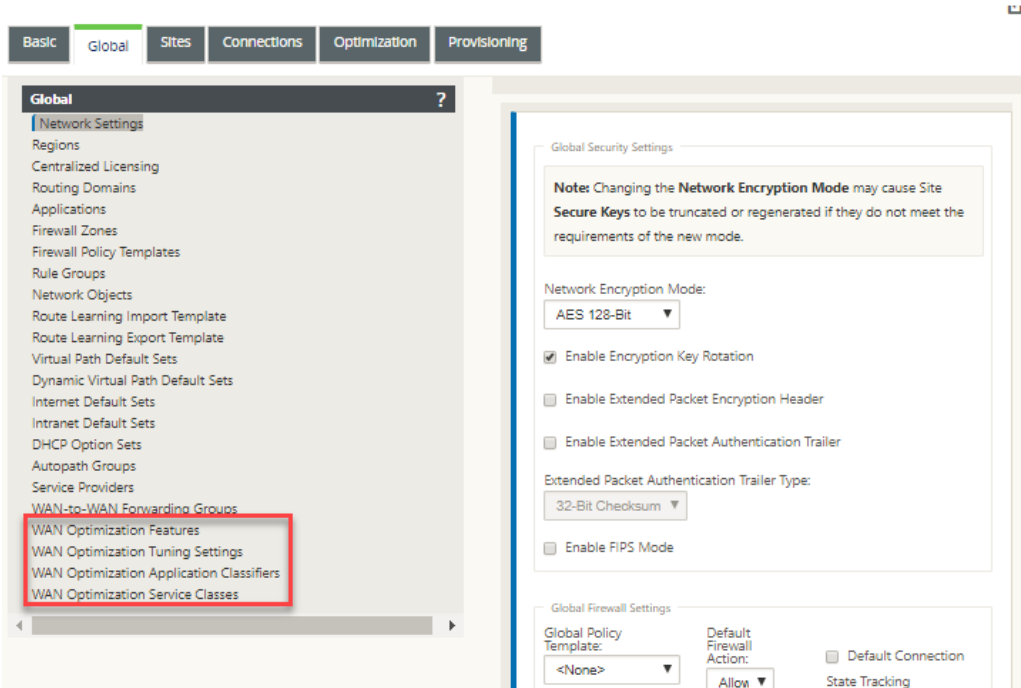 Basic Global Sites Connections Optimization Provisioning
Global ?
Network Settings
Regions
Centralized Licensing
Routing Domains
Applications
Firewall Zones
Firewall Policy Templates
Rule Groups
Network Objects
Route Learning Import Template
Route Learning Export Template
Virtual Path Default Sets
Dynamic Virtual Path Default Sets
Internet Default Sets
Intranet Default Sets
DHCP Option Sets
Autopath Groups
Service Providers
WAN-to-WAN Forwarding Groups
WAN Optimization Features
WAN Optimization Tuning Settings
WAN Optimization Application Classifiers
WAN Optimization Service Classes
Global Security Settings
Note: Changing the Network Encryption Mode may cause Site
Secure Keys to be truncated or regenerated if they do not meet the
requirements of the new mode.
Network Encryption Mode:
AES 128-Bit
Enable Encryption Key Rotation
Enable Extended Packet Encryption Header
Enable Extended Packet Authentication Trailer
Extended Packet Authentication Trailer Type:
32-Bit Checksum
Enable FIPS Mode
Global Firewall Settings
Global Policy
Template:
<None>
Default
Firewall
Action:
Allow
Default Connection
State Tracking